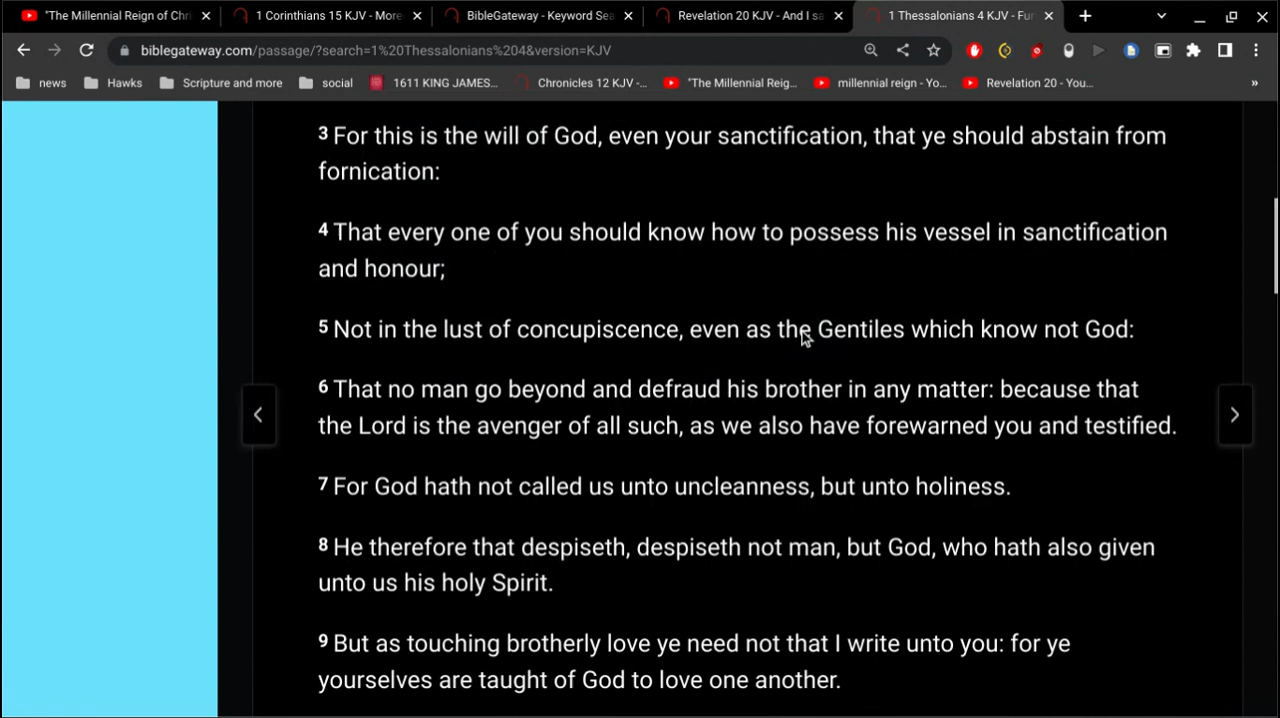 "The Millennial Reign of Chri
1 Corinthians 15 KJV - More
BibleGateway - Keyword Sea
Revelation 20 KJV - And I sa
1 Thessalonians 4 KJV - Fur
biblegateway.com/passage/?search=1%20Thessalonians%204&version=KJV
news
Hawks
Scripture and more
social
1611 KING JAMES...
Chronicles 12 KJV -...
"The Millennial Reig...
millennial reign - Yo...
Revelation 20 - You...
»
3 For this is the will of God, even your sanctification, that ye should abstain from
fornication:
4 That every one of you should know how to possess his vessel in sanctification
and honour;
5 Not in the lust of concupiscence, even as the Gentiles which know not God:
6 That no man go beyond and defraud his brother in any matter: because that
the Lord is the avenger of all such, as we also have forewarned you and testified.
7 For God hath not called us unto uncleanness, but unto holiness.
8 He therefore that despiseth, despiseth not man, but God, who hath also given
unto us his holy Spirit.
9 But as touching brotherly love ye need not that I write unto you: for ye
yourselves are taught of God to love one another.